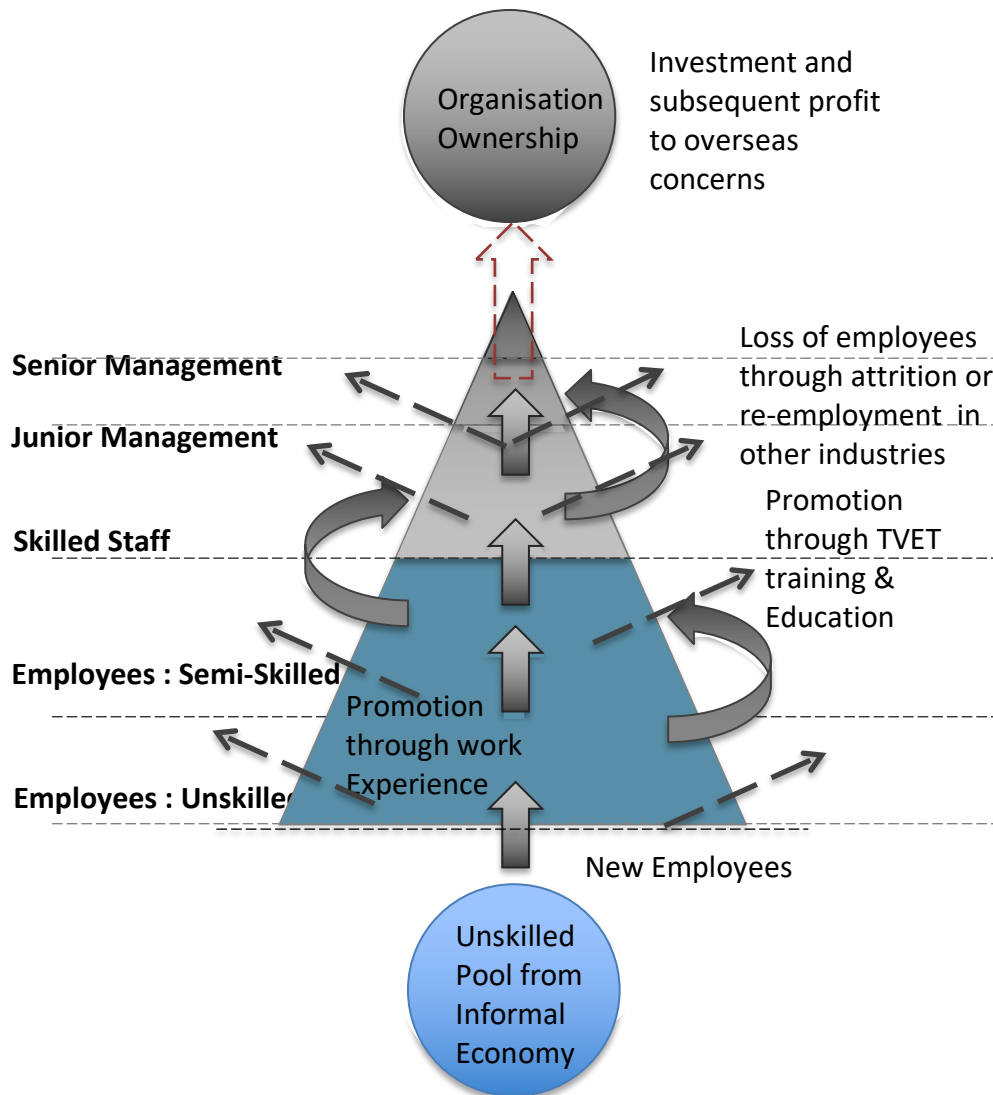 Organisation
Ownership
Investment and
subsequent profit
to overseas
concerns
Senior Management
Junior Management
Skilled Staff
Employees : Semi-Skilled
Employees : Unskille
Loss of employees
through attrition or
re-employment in
other industries
Promotion
through TVET
training &
Education
Promotion
through work
Experience
New Employees
Unskilled
Pool from
Informal
Economy